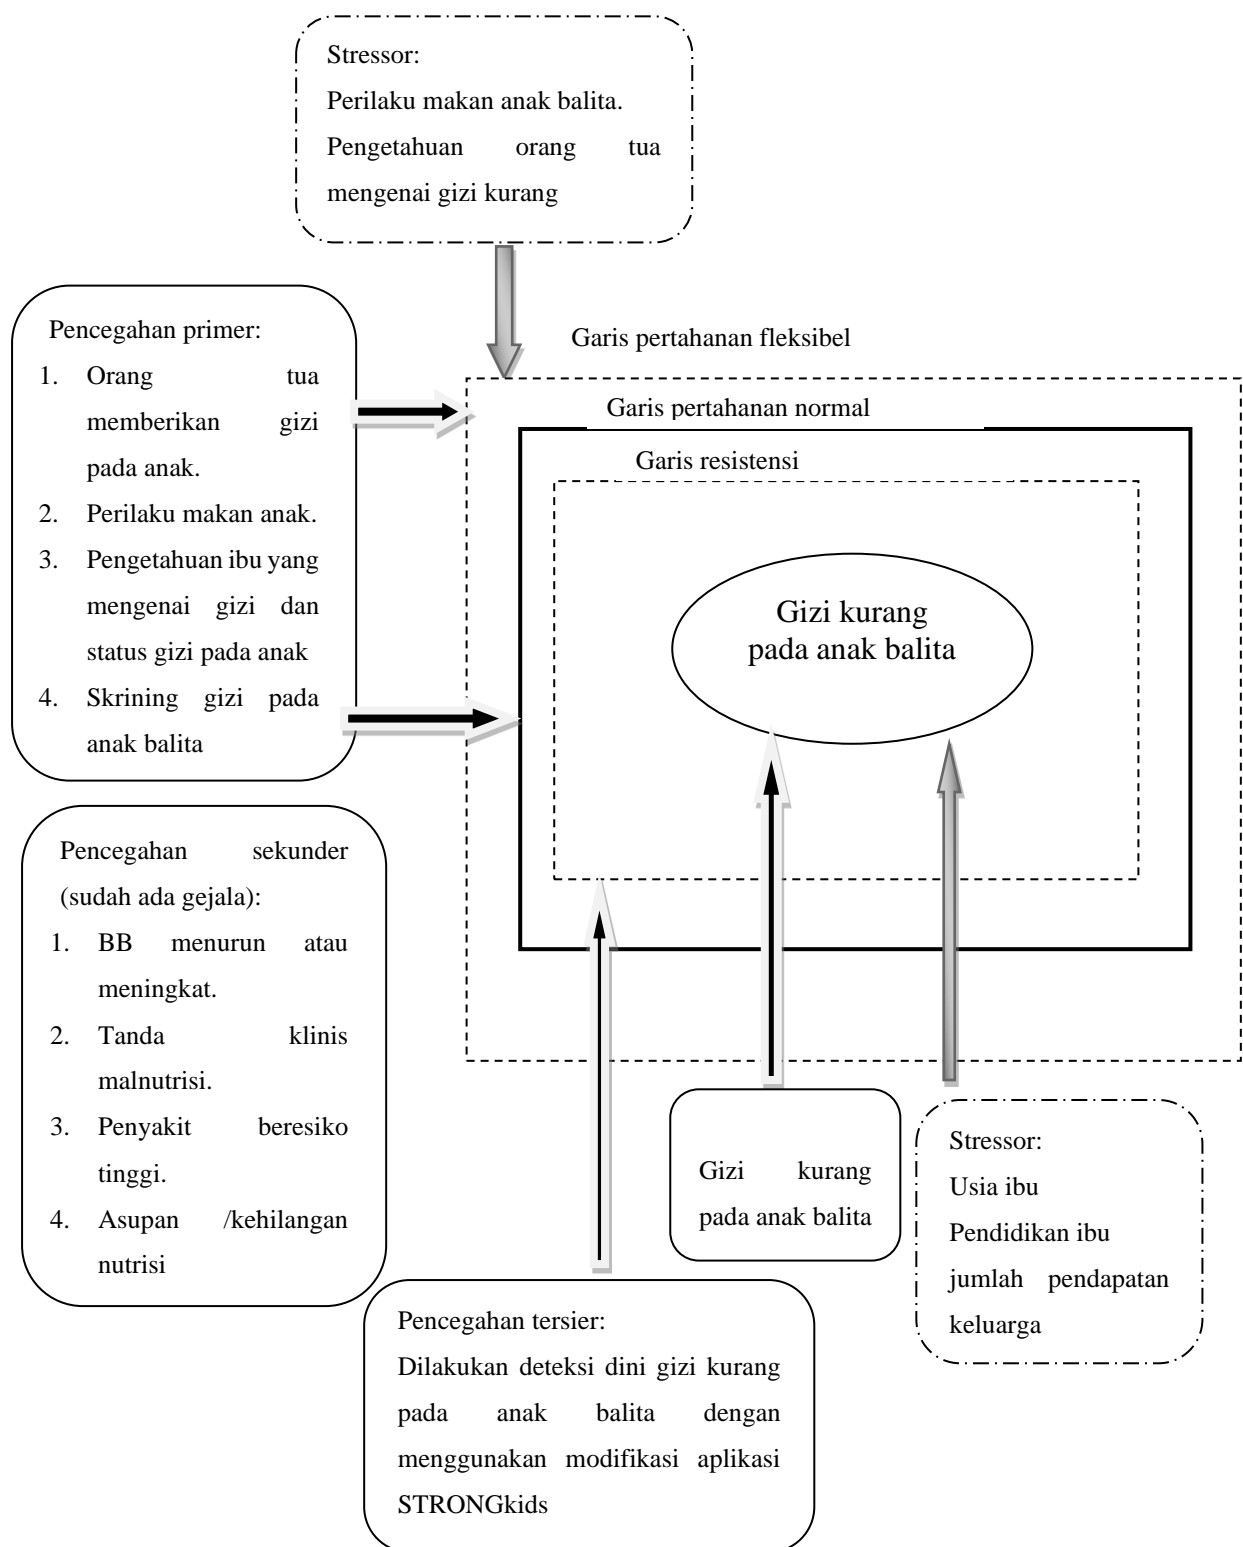 Stressor:
Perilaku makan anak balita.
Pengetahuan orang tua
mengenai gizi kurang
Garis pertahanan fleksibel
Garis pertahanan normal
Garis resistensi
Gizi kurang
pada anak balita
Pencegahan primer:
1. Orang tua
memberikan gizi
pada anak.
2. Perilaku makan anak.
3. Pengetahuan ibu yang
mengenai gizi dan
status gizi pada anak
4. Skrining gizi pada
anak balita
Pencegahan sekunder
(sudah ada gejala):
1. BB menurun atau
meningkat.
2. Tanda klinis
malnutrisi.
3. Penyakit beresiko
tinggi.
4. Asupan /kehilangan
nutrisi
Gizi kurang
pada anak balita
Stressor:
Usia ibu
Pendidikan ibu
jumlah pendapatan
keluarga
Pencegahan tersier:
Dilakukan deteksi dini gizi kurang
pada anak balita dengan
menggunakan modifikasi aplikasi
STRONGkids